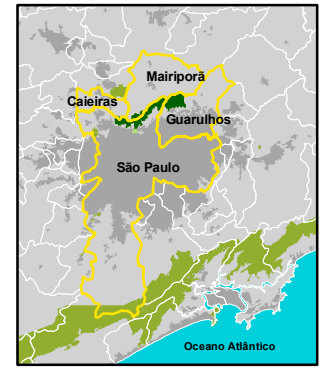 Mairiporã
Caieiras
Guarulhos
São Paulo
Oceano Atlântico